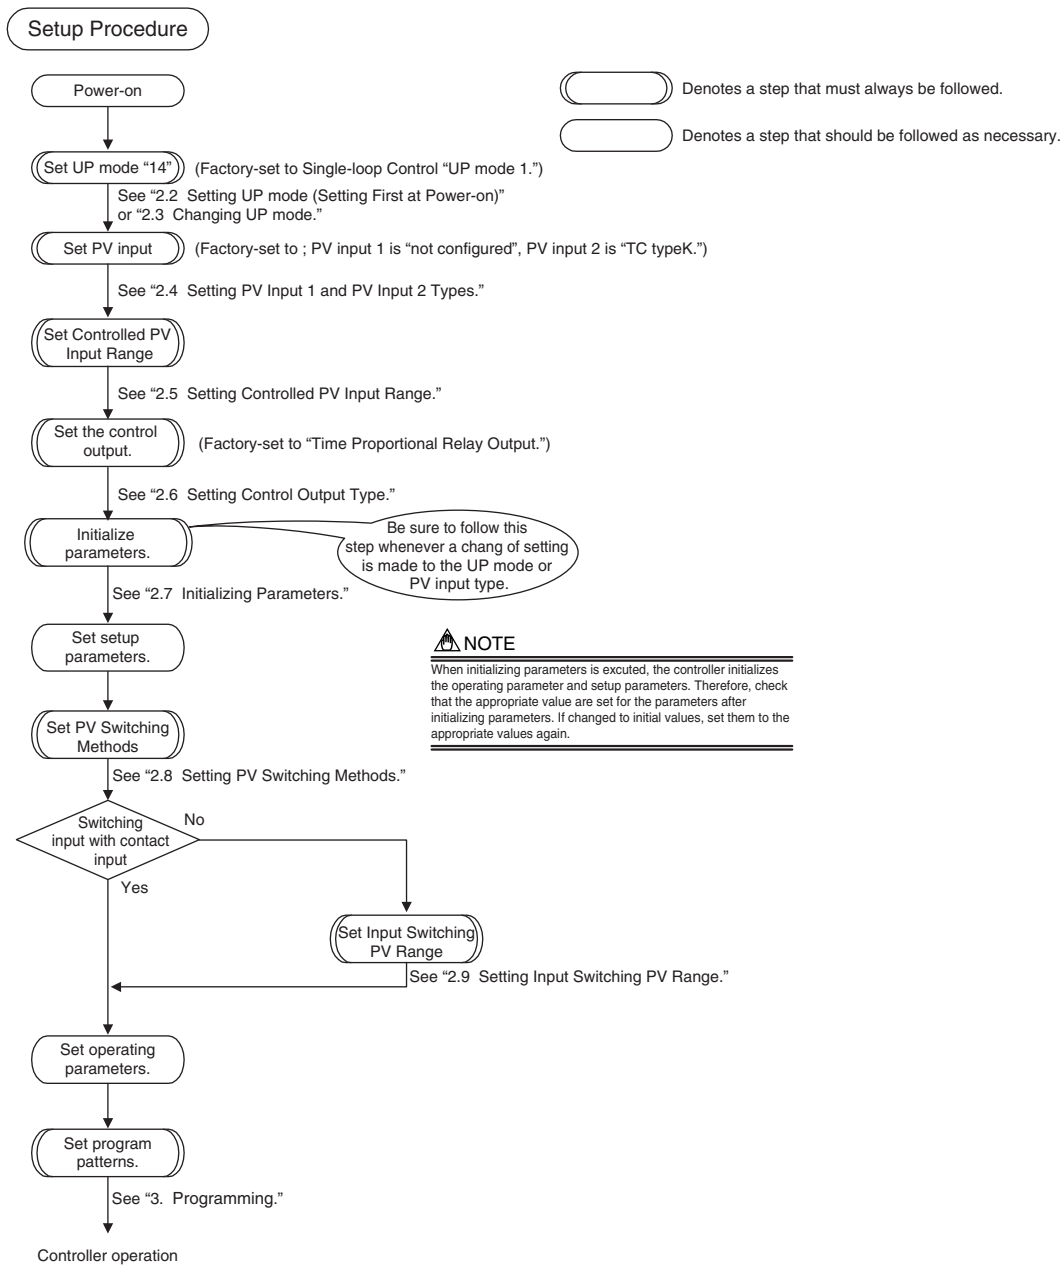 Setup Procedure
Power-on
Denotes a step that must always be followed.
Denotes a step that should be followed as necessary.
Set UP mode “14”
(Factory-set to Single-loop Control “UP mode 1.”)
See “2.2 Setting UP mode (Setting First at Power-on)”
or “2.3 Changing UP mode.”
Set PV input
(Factory-set to ; PV input 1 is “not configured”, PV input 2 is “TC typeK.”)
See “2.4 Setting PV Input 1 and PV Input 2 Types.”
Set Controlled PV
Input Range
See “2.5 Setting Controlled PV Input Range.”
Set the control
output.
(Factory-set to “Time Proportional Relay Output.”)
See “2.6 Setting Control Output Type.”
Initialize
parameters.
Be sure to follow this
step whenever a chang of setting
is made to the UP mode or
PV input type.
See “2.7 Initializing Parameters.”
Set setup
parameters.
NOTE
When initializing parameters is excuted, the controller initializes
the operating parameter and setup parameters. Therefore, check
that the appropriate value are set for the parameters after
initializing parameters. If changed to initial values, set them to the
appropriate values again.
Set PV Switching
Methods
See “2.8 Setting PV Switching Methods.”
Switching
input with contact
input
No
Yes
Set Input Switching
PV Range
See “2.9 Setting Input Switching PV Range.”
Set operating
parameters.
Set program
patterns.
See “3. Programming.”
Controller operation